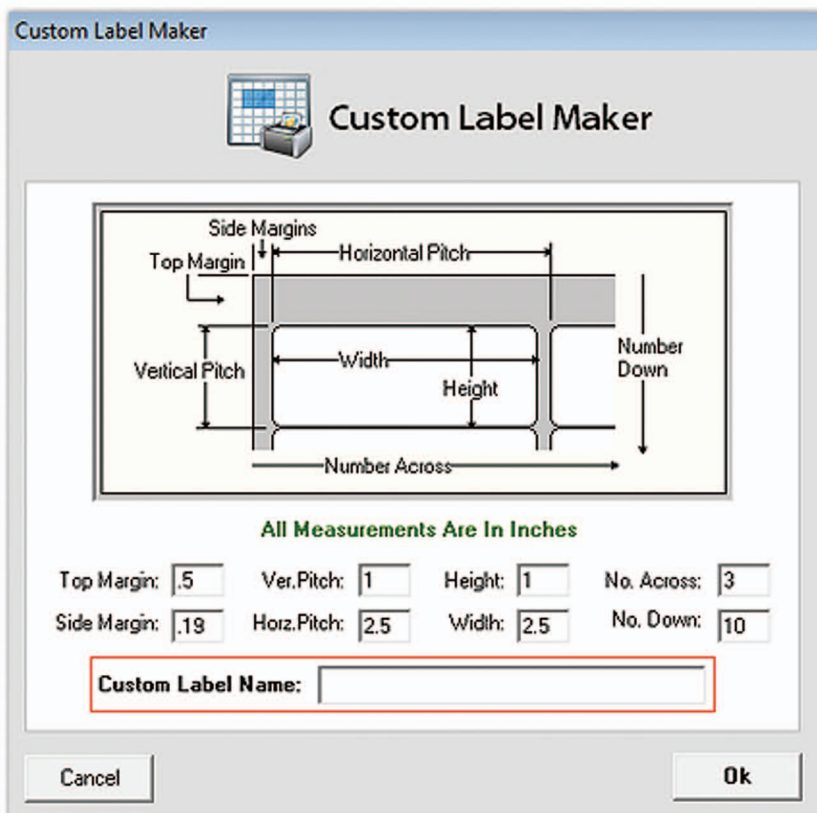 Custom Label Maker
Custom Label Maker
Side Margins
Horizontal Pitch
Top Margin
Vertical Pitch
Width
Height
Number Down
Number Across
All Measurements Are In Inches
Top Margin: .5 Ver.Pitch: 1 Height: 1 No. Across: 3
Side Margin: .19 Horz.Pitch: 2.5 Width: 2.5 No. Down: 10
Custom Label Name:
Cancel Ok